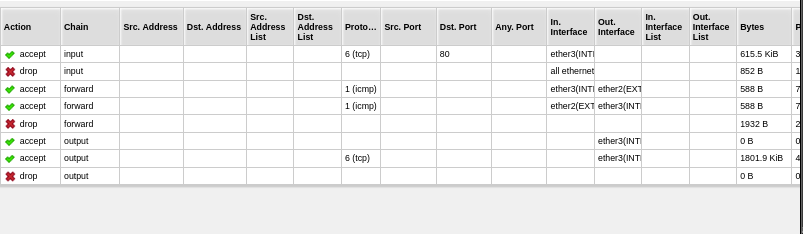 Action Chain Src. Address Dst. Address Src. Address List Dst. Address List Proto... Src. Port Dst. Port Any. Port In. Interface Out. Interface In. Interface List Out. Interface List Bytes P
accept input 6 (tcp) 80 ether3(INT 615.5 KiB 3
drop input all ethernet 852 B 1
accept forward 1 (icmp) ether3(INT ether2(EXT 588 B 7
accept forward 1 (icmp) ether2(EXT ether3(INT 588 B 7
drop forward 1932 B 2
accept output ether3(INT 0 B 0
accept output 6 (tcp) ether3(INT 1801.9 KiB 4
drop output 0 B 0